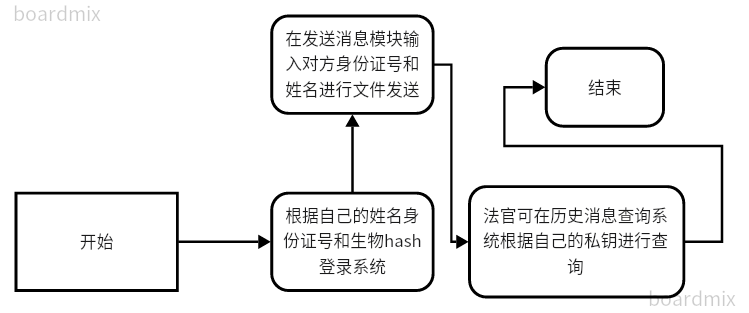 boardmix
在发送消息模块输
入对方身份证号和
姓名进行文件发送
结束
开始
根据自己的姓名身
份证号和生物hash
登录系统
法官可在历史消息查询系
统根据自己的私钥进行查
询
boardmix